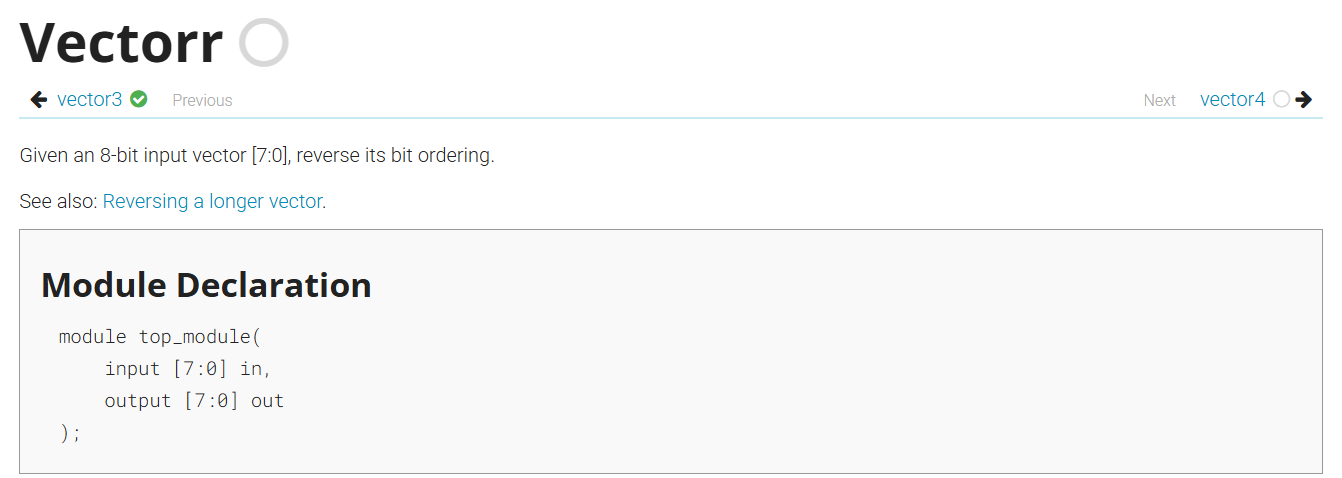 Vectorr
vector3 Previous Next vector4
Given an 8-bit input vector [7:0], reverse its bit ordering.
See also: Reversing a longer vector.
Module Declaration
module top_module(
    input [7:0] in,
    output [7:0] out
);